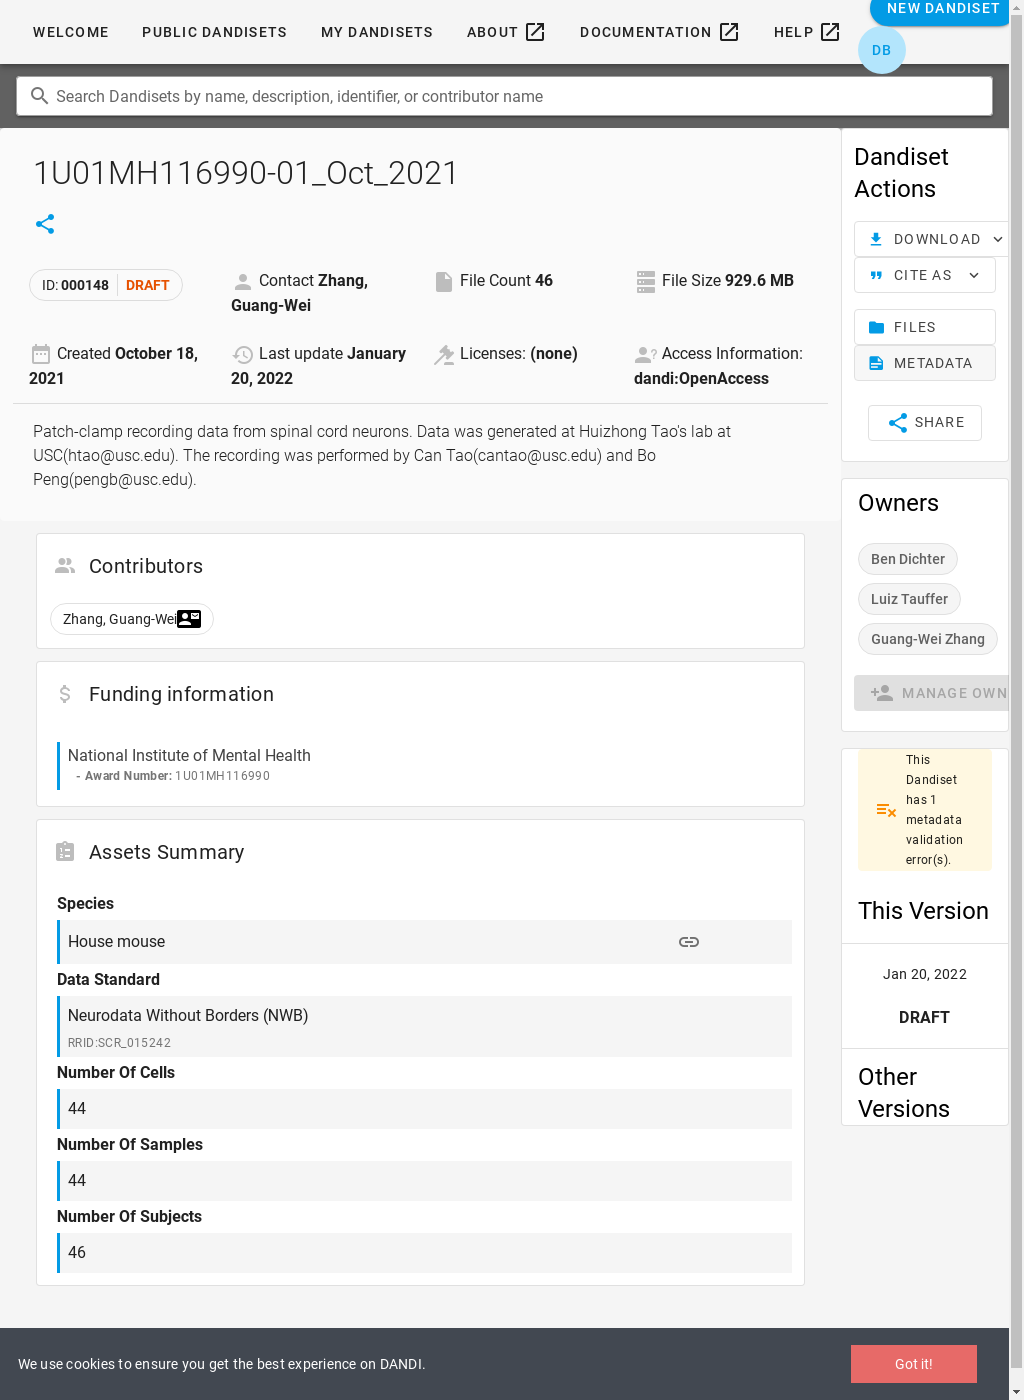 WELCOME
PUBLIC DANDISETS
MY DANDISETS
ABOUT
DOCUMENTATION
HELP
NEW DANDISET
DB
Search Dandisets by name, description, identifier, or contributor name
1U01MH116990-01_Oct_2021
ID: 000148 DRAFT
Contact Zhang,
Guang-Wei
File Count 46
File Size 929.6 MB
Created October 18,
2021
Last update January
20, 2022
Licenses: (none)
Access Information:
dandi:OpenAccess
Patch-clamp recording data from spinal cord neurons. Data was generated at Huizhong Tao's lab at
USC(htao@usc.edu). The recording was performed by Can Tao(cantao@usc.edu) and Bo
Peng(pengb@usc.edu).
Contributors
Zhang, Guang-Wei
Funding information
National Institute of Mental Health
- Award Number: 1U01MH116990
Assets Summary
Species
House mouse
Data Standard
Neurodata Without Borders (NWB)
RRID:SCR_015242
Number Of Cells
44
Number Of Samples
44
Number Of Subjects
46
Dandiset
Actions
DOWNLOAD
CITE AS
FILES
METADATA
SHARE
Owners
Ben Dichter
Luiz Tauffer
Guang-Wei Zhang
MANAGE OWN
This
Dandiset
has 1
metadata
validation
error(s).
This Version
Jan 20, 2022
DRAFT
Other
Versions
We use cookies to ensure you get the best experience on DANDI.
Got it!